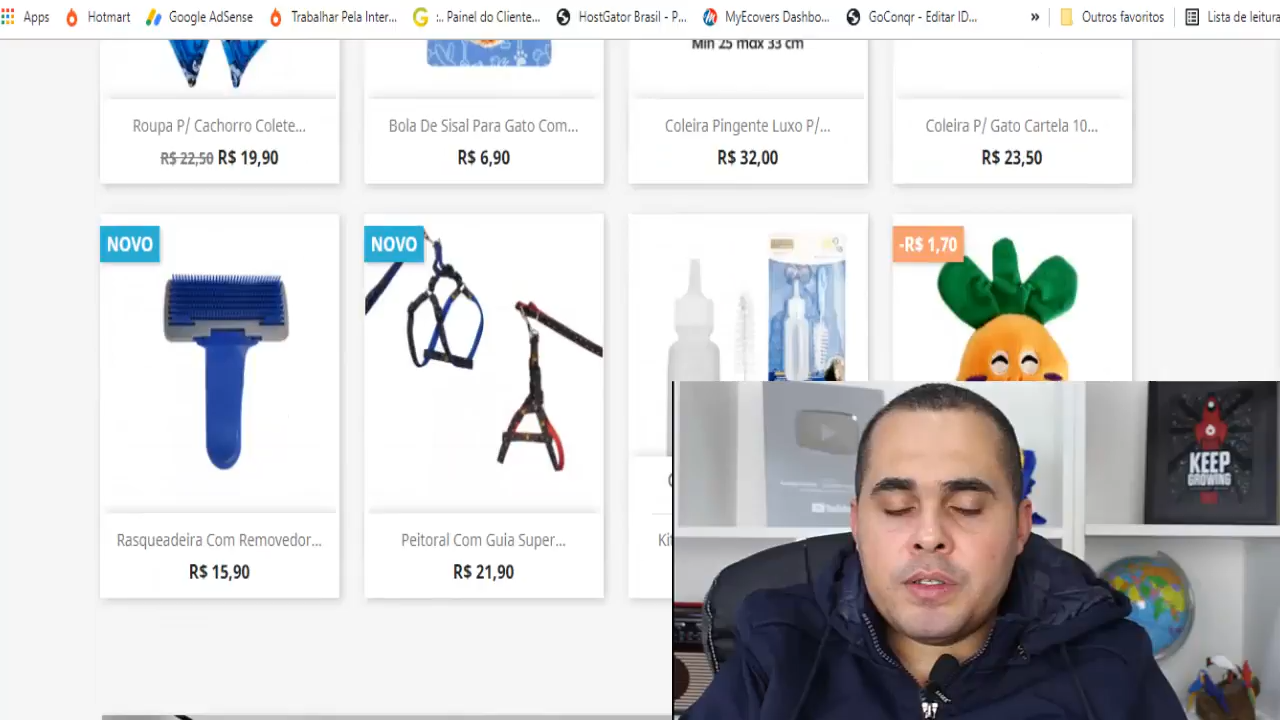 Apps Hotmart Google AdSense Trabalhar Pela Inter... :.. Painel do Cliente... HostGator Brasil - P... MyEcovers Dashbo... GoConqr - Editar ID... » Outros favoritos Lista de leitura
Min 25 max 33 cm
Roupa P/ Cachorro Colete... Bola De Sisal Para Gato Com... Coleira Pingente Luxo P/... Coleira P/ Gato Cartela 10...
R$ 22,50 R$ 19,90 R$ 6,90 R$ 32,00 R$ 23,50
NOVO NOVO -R$ 1,70
Rasqueadeira Com Removedor... Peitoral Com Guia Super...
R$ 15,90 R$ 21,90
YouTube
KEEP
GROWING